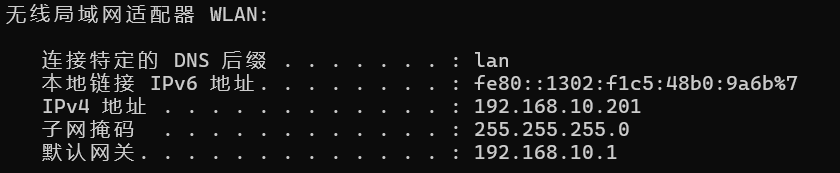 无线局域网适配器 WLAN:
连接特定的 DNS 后缀 . . . . . . . : lan
本地链接 IPv6 地址. . . . . . . . : fe80::1302:f1c5:48b0:9a6b%7
IPv4 地址 . . . . . . . . . . . . : 192.168.10.201
子网掩码  . . . . . . . . . . . . : 255.255.255.0
默认网关. . . . . . . . . . . . . : 192.168.10.1